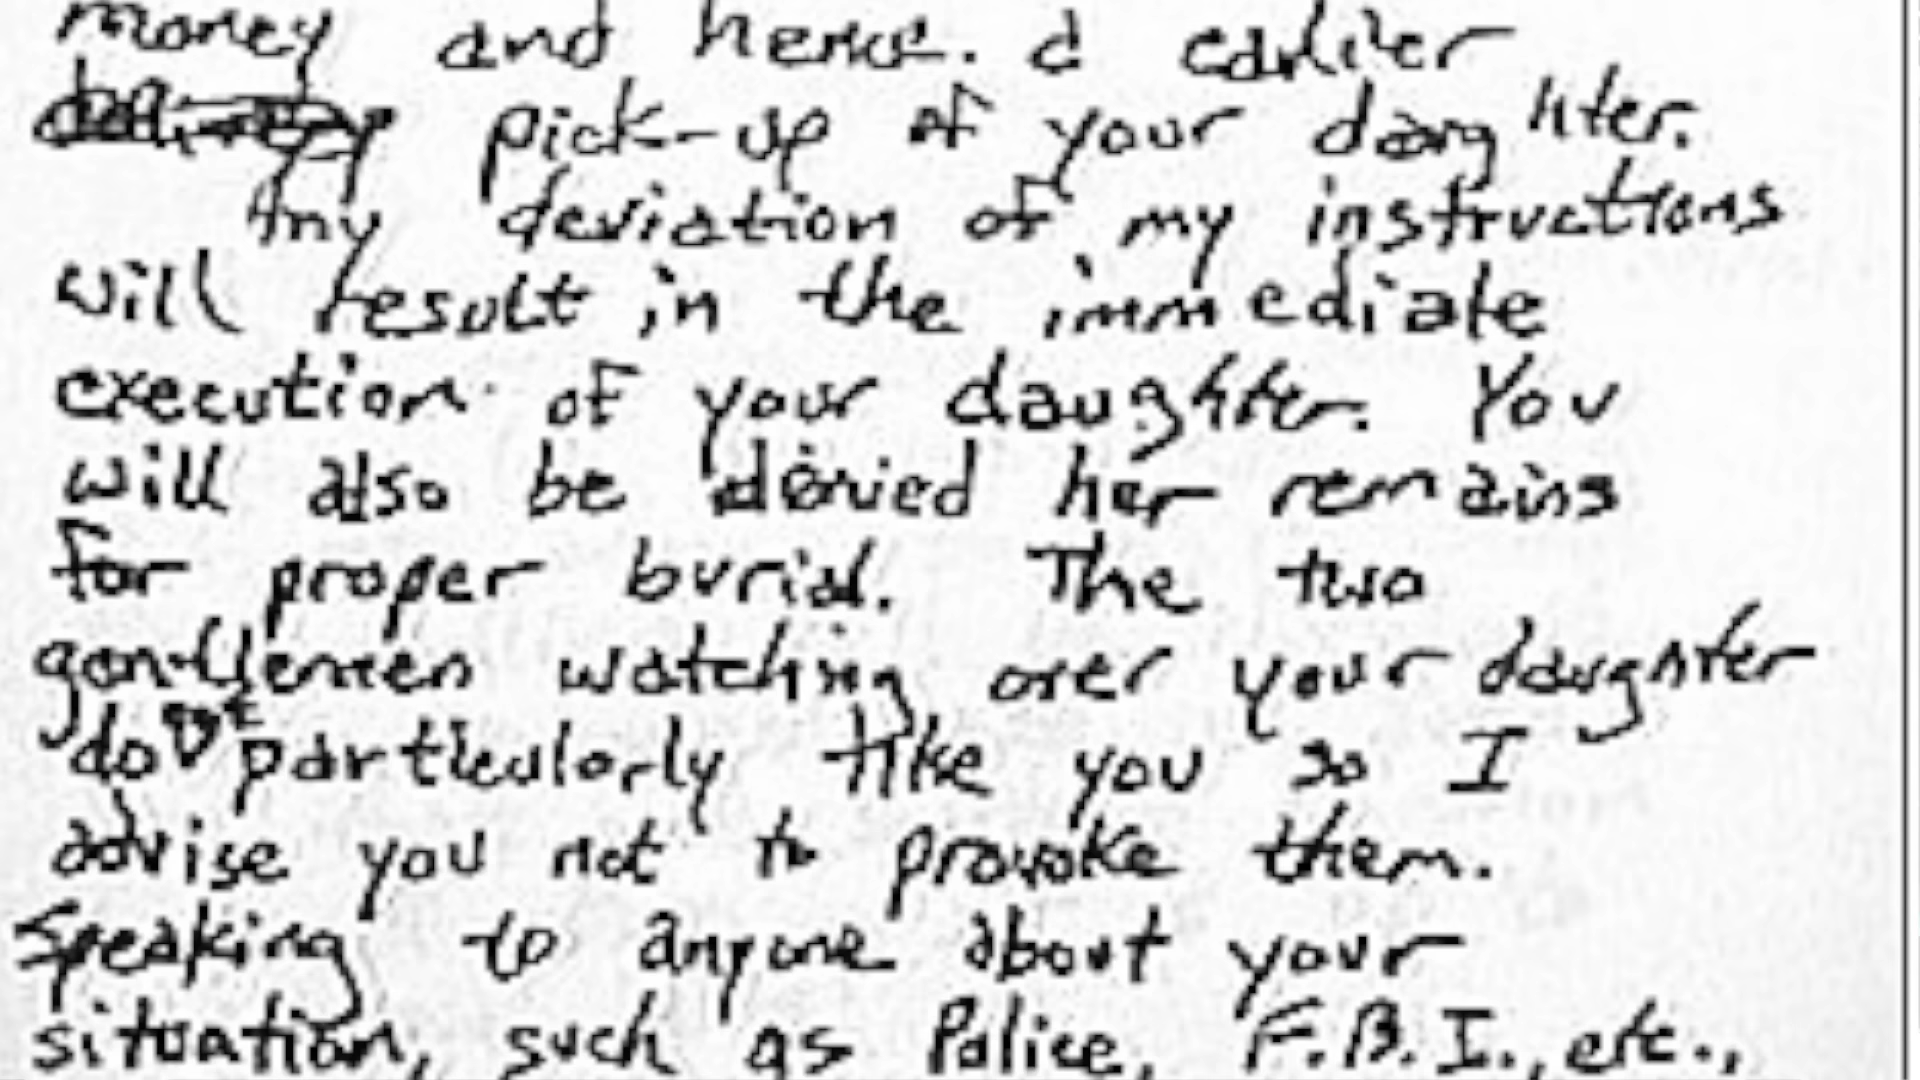 money and hence. a earlier
pick-up of your daughter.
Any deviation of my instructions
will result in the immediate
execution of your daughter. You
will also be denied her remains
for proper burial. The two
gentlemen watching over your daughter
do not particularly like you so I
advise you not to provoke them.
Speaking to anyone about your
situation, such as Police, F.B.I., etc.,